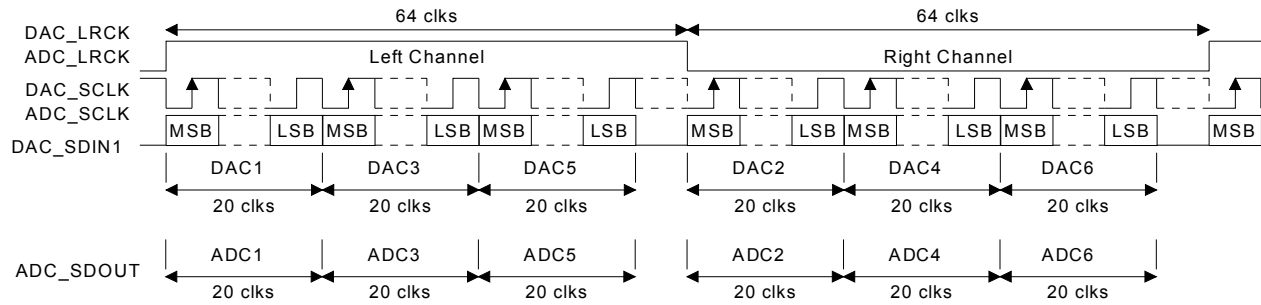 64 clks 64 clks
DAC_LRCK
ADC_LRCK Left Channel Right Channel
DAC_SCLK
ADC_SCLK
MSB LSB MSB LSB MSB LSB MSB LSB MSB LSB MSB LSB MSB
DAC_SDIN1
DAC1 DAC3 DAC5 DAC2 DAC4 DAC6
20 clks 20 clks 20 clks 20 clks 20 clks 20 clks
ADC1 ADC3 ADC5 ADC2 ADC4 ADC6
ADC_SDOUT
20 clks 20 clks 20 clks 20 clks 20 clks 20 clks